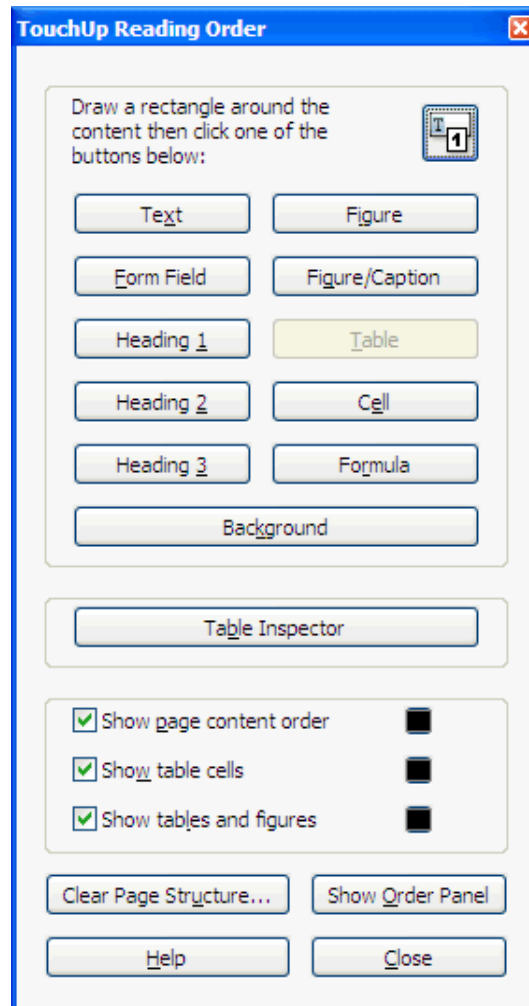 TouchUp Reading Order
Draw a rectangle around the
content then click one of the
buttons below:
T
1
Text Figure
Form Field Figure/Caption
Heading 1 Table
Heading 2 Cell
Heading 3 Formula
Background
Table Inspector
Show page content order
Show table cells
Show tables and figures
Clear Page Structure... Show Order Panel
Help Close